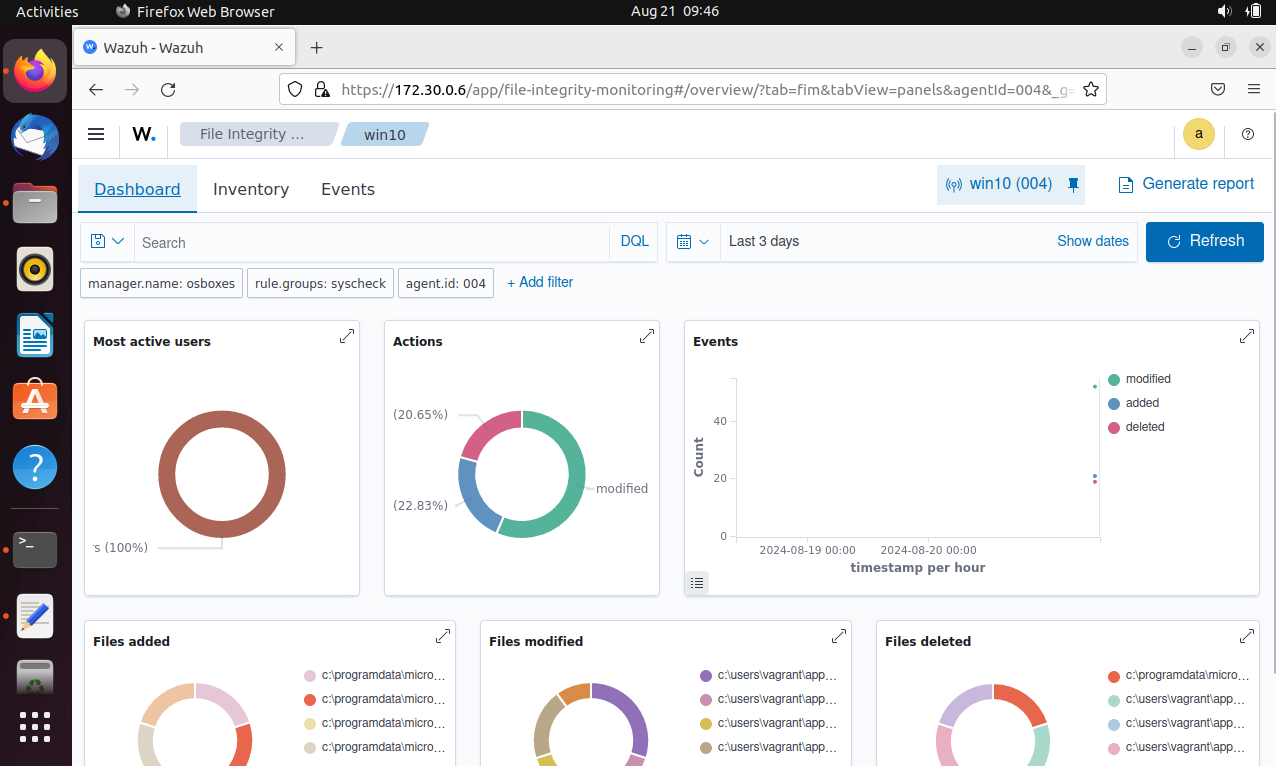 Activities
Firefox Web Browser
Aug 21 09:46
Wazuh - Wazuh
https://172.30.0.6/app/file-integrity-monitoring#/overview/?tab=fim&tabView=panels&agentId=004&_g=
W.
File Integrity ...
win10
a
Dashboard
Inventory
Events
win10 (004)
Generate report
Search
DQL
Last 3 days
Show dates
Refresh
manager.name: osboxes
rule.groups: syscheck
agent.id: 004
+ Add filter
Most active users
(100%)
Actions
(20.65%)
(22.83%)
modified
Events
Count
40
20
0
2024-08-19 00:00
2024-08-20 00:00
timestamp per hour
modified
added
deleted
Files added
c:\programdata\micro...
c:\programdata\micro...
c:\programdata\micro...
c:\programdata\micro...
Files modified
c:\users\vagrant\app...
c:\users\vagrant\app...
c:\users\vagrant\app...
c:\users\vagrant\app...
Files deleted
c:\programdata\micro...
c:\users\vagrant\app...
c:\users\vagrant\app...
c:\users\vagrant\app...